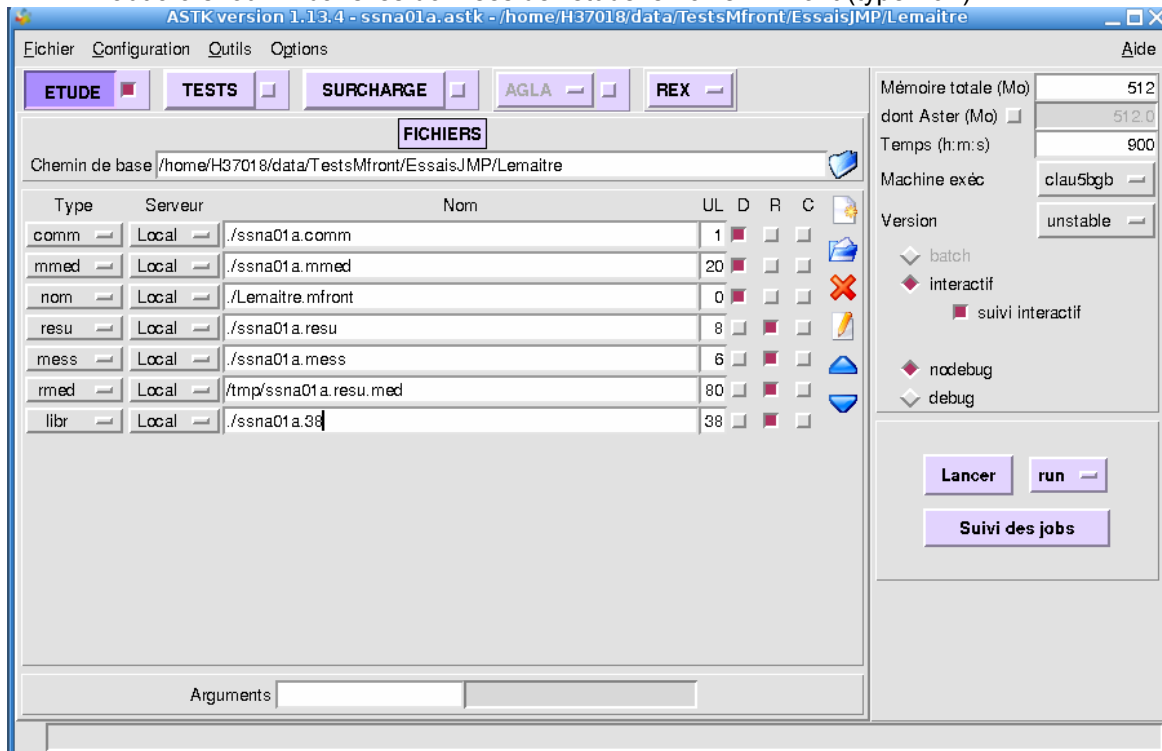 ASTK version 1.13.4 - ssna01a.astk - /home/H37018/data/TestsMfront/EssaisJMP/Lemaitre
Fichier Configuration Outils Options Aide
ETUDE TESTS SURCHARGE AGLA REX
FICHIERS
Chemin de base /home/H37018/data/TestsMfront/EssaisJMP/Lemaitre
Type Serveur Nom UL D R C
comm Local ./ssna01a.comm 1
mmed Local ./ssna01a.mmed 20
nom Local ./Lemaitre.mfront 0
resu Local ./ssna01a.resu 8
mess Local ./ssna01a.mess 6
rmed Local /tmp/ssna01a.resu.med 80
libr Local ./ssna01a.38 38
Arguments
Mémoire totale (Mo) 512
dont Aster (Mo) 512.0
Temps (h:m:s) 900
Machine exéc clau5bgb
Version unstable
batch
interactif
suivi interactif
nodebug
debug
Lancer run
Suivi des jobs